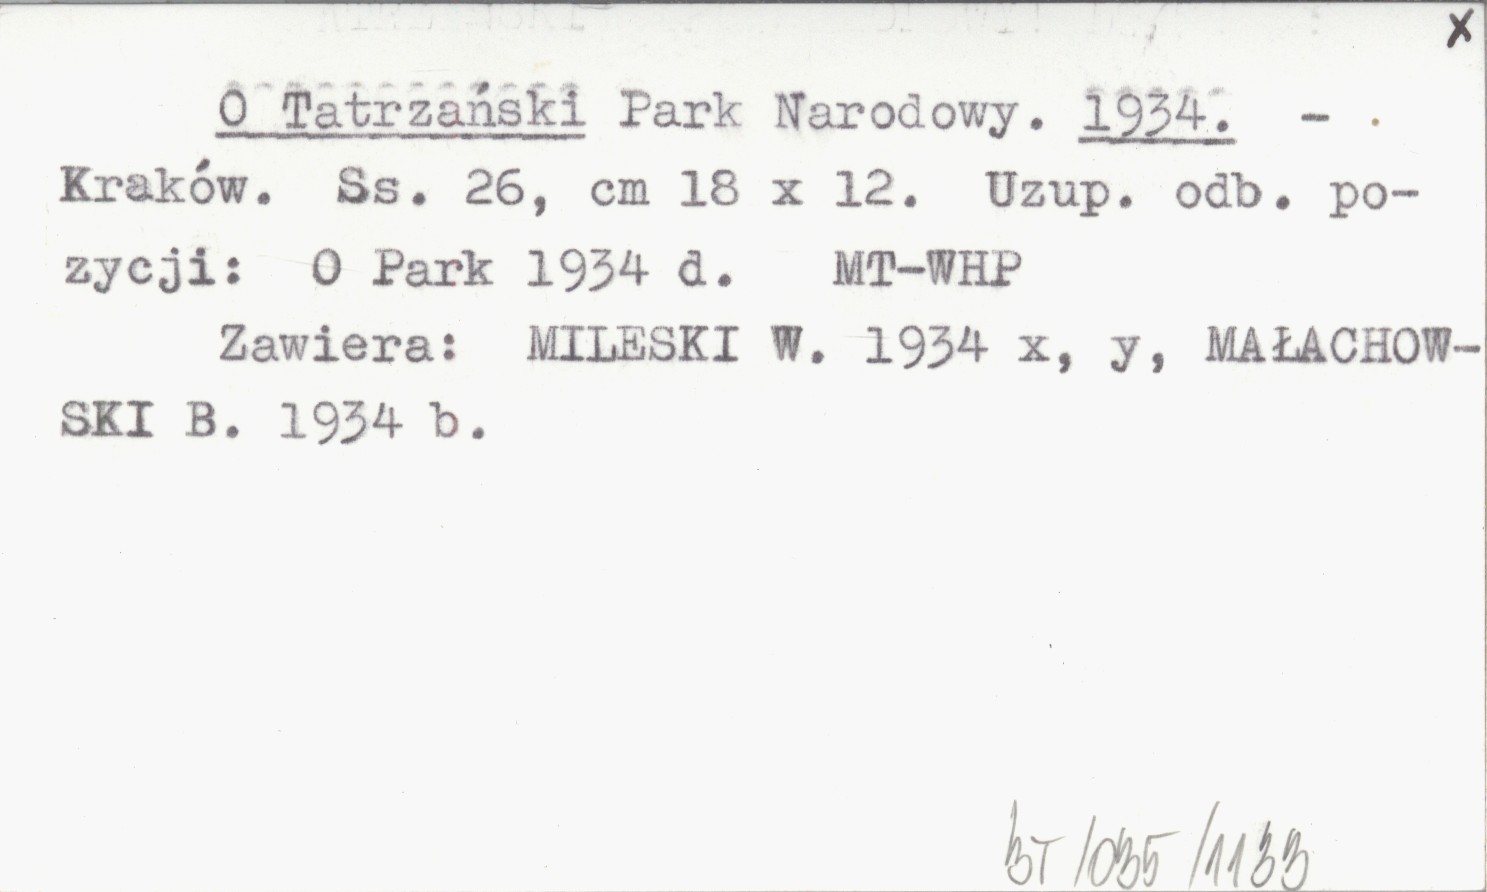 X
O Tatrzański Park Narodowy. 1934. -
Kraków. Ss. 26, cm 18 x 12. Uzup. odb. po-
zycji: O Park 1934 d. MT-WHP
Zawiera: MILESKI W. 1934 x, y, MAŁACHOW-
SKI B. 1934 b.
BT/035/1133